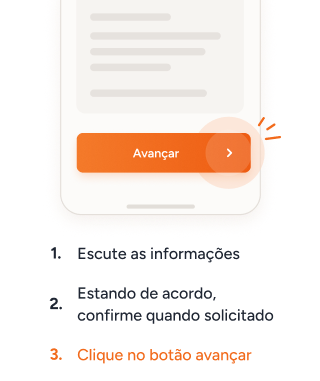 Avançar
1. Escute as informações
2. Estando de acordo,
confirme quando solicitado
3. Clique no botão avançar